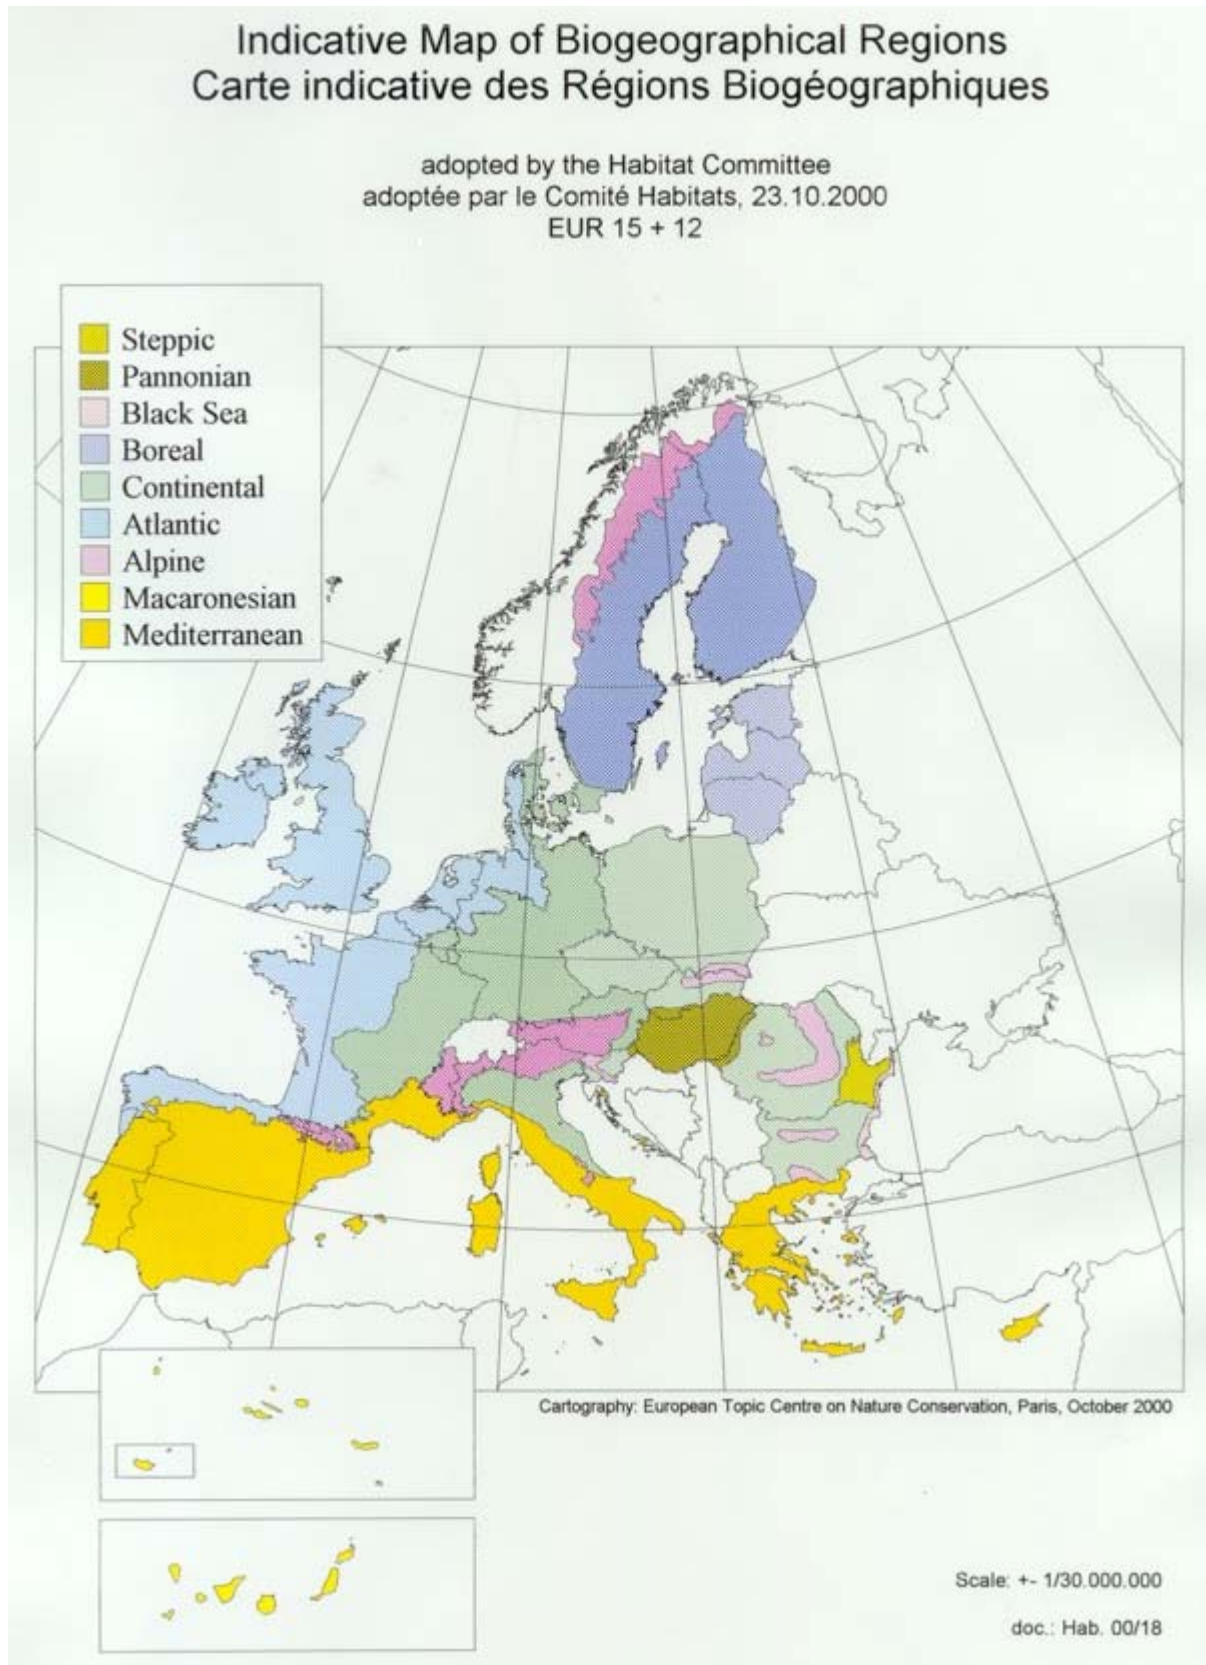 Indicative Map of Biogeographical Regions
Carte indicative des Régions Biogéographiques
adopted by the Habitat Committee
adoptée par le Comité Habitats, 23.10.2000
EUR 15 + 12
Steppic
Pannonian
Black Sea
Boreal
Continental
Atlantic
Alpine
Macaronesian
Mediterranean
Cartography: European Topic Centre on Nature Conservation, Paris, October 2000
Scale: +- 1/30.000.000
doc.: Hab. 00/18